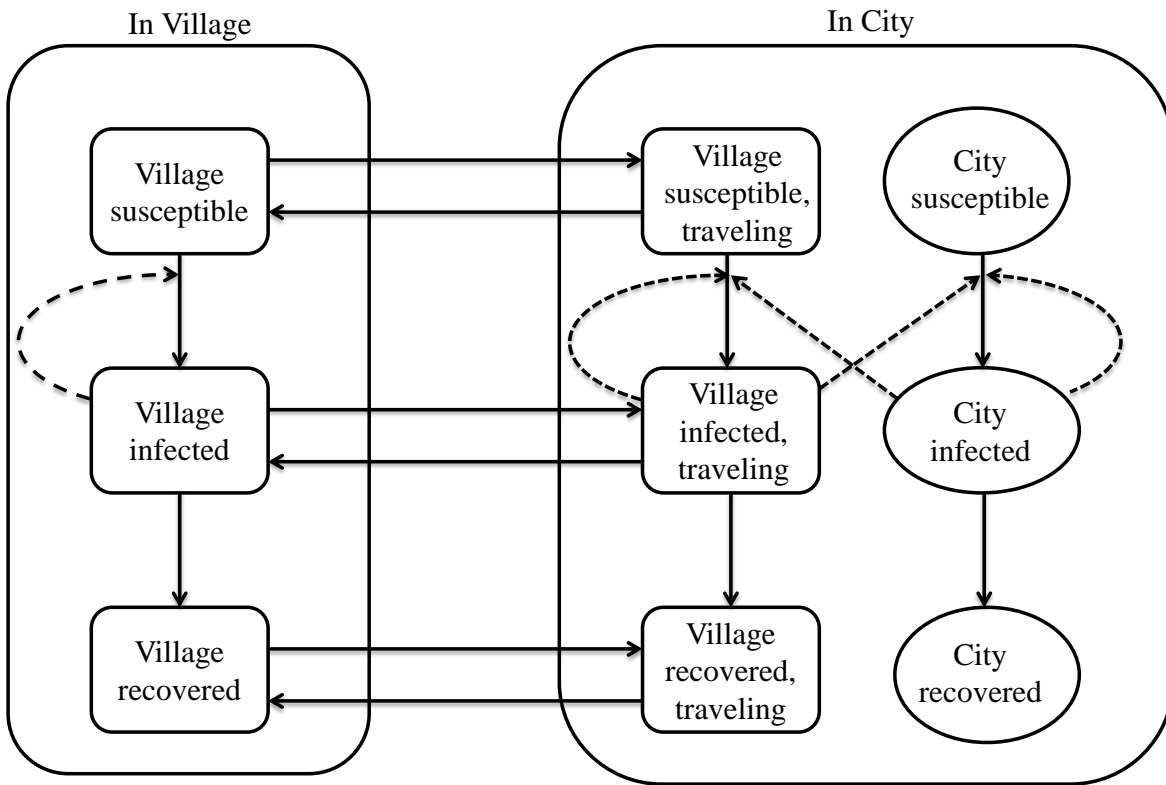 In Village
In City
Village
susceptible
Village
susceptible,
traveling
City
susceptible
Village
infected
Village
infected,
traveling
City
infected
Village
recovered
Village
recovered,
traveling
City
recovered